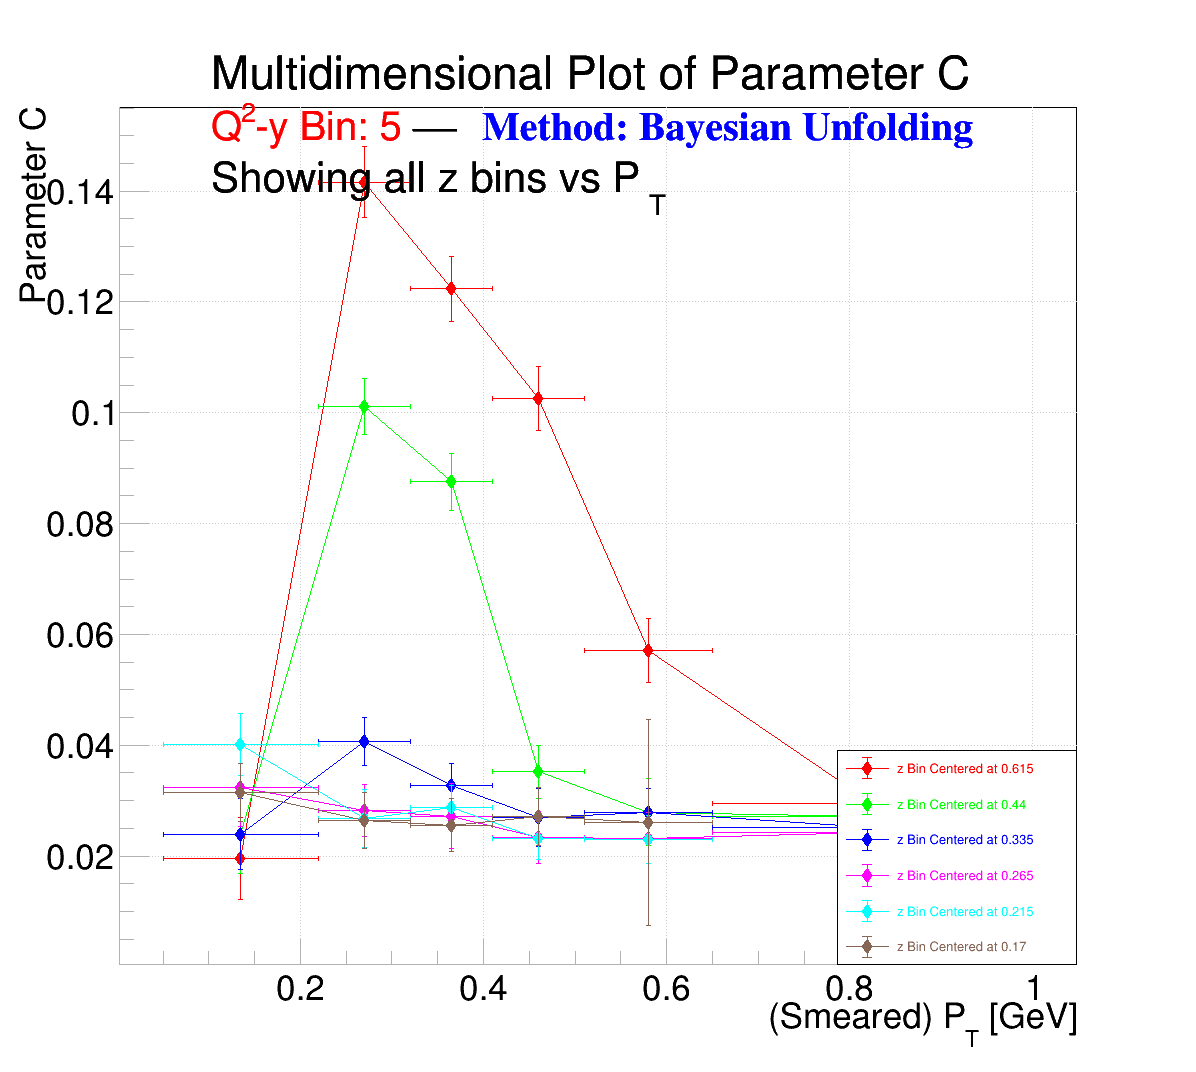 Multidimensional Plot of Parameter C
Q²-y Bin: 5 — Method: Bayesian Unfolding
Showing all z bins vs P_T
Parameter C
0.14
0.12
0.1
0.08
0.06
0.04
0.02
z Bin Centered at 0.615
z Bin Centered at 0.44
z Bin Centered at 0.335
z Bin Centered at 0.265
z Bin Centered at 0.215
z Bin Centered at 0.17
0.2 0.4 0.6 0.8 1
(Smeared) P_T [GeV]